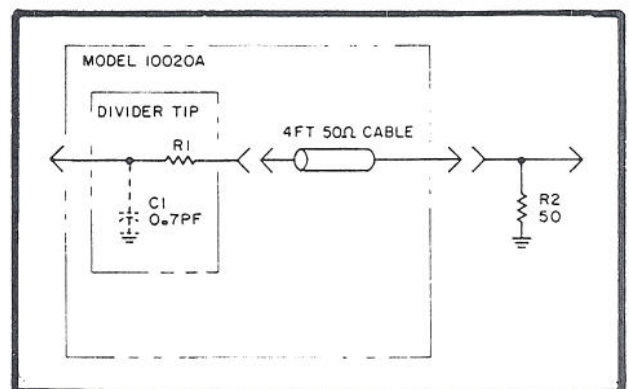 MODEL 10020A
DIVIDER TIP
R1
4FT 50Ω CABLE
C1
0.7PF
R2
50